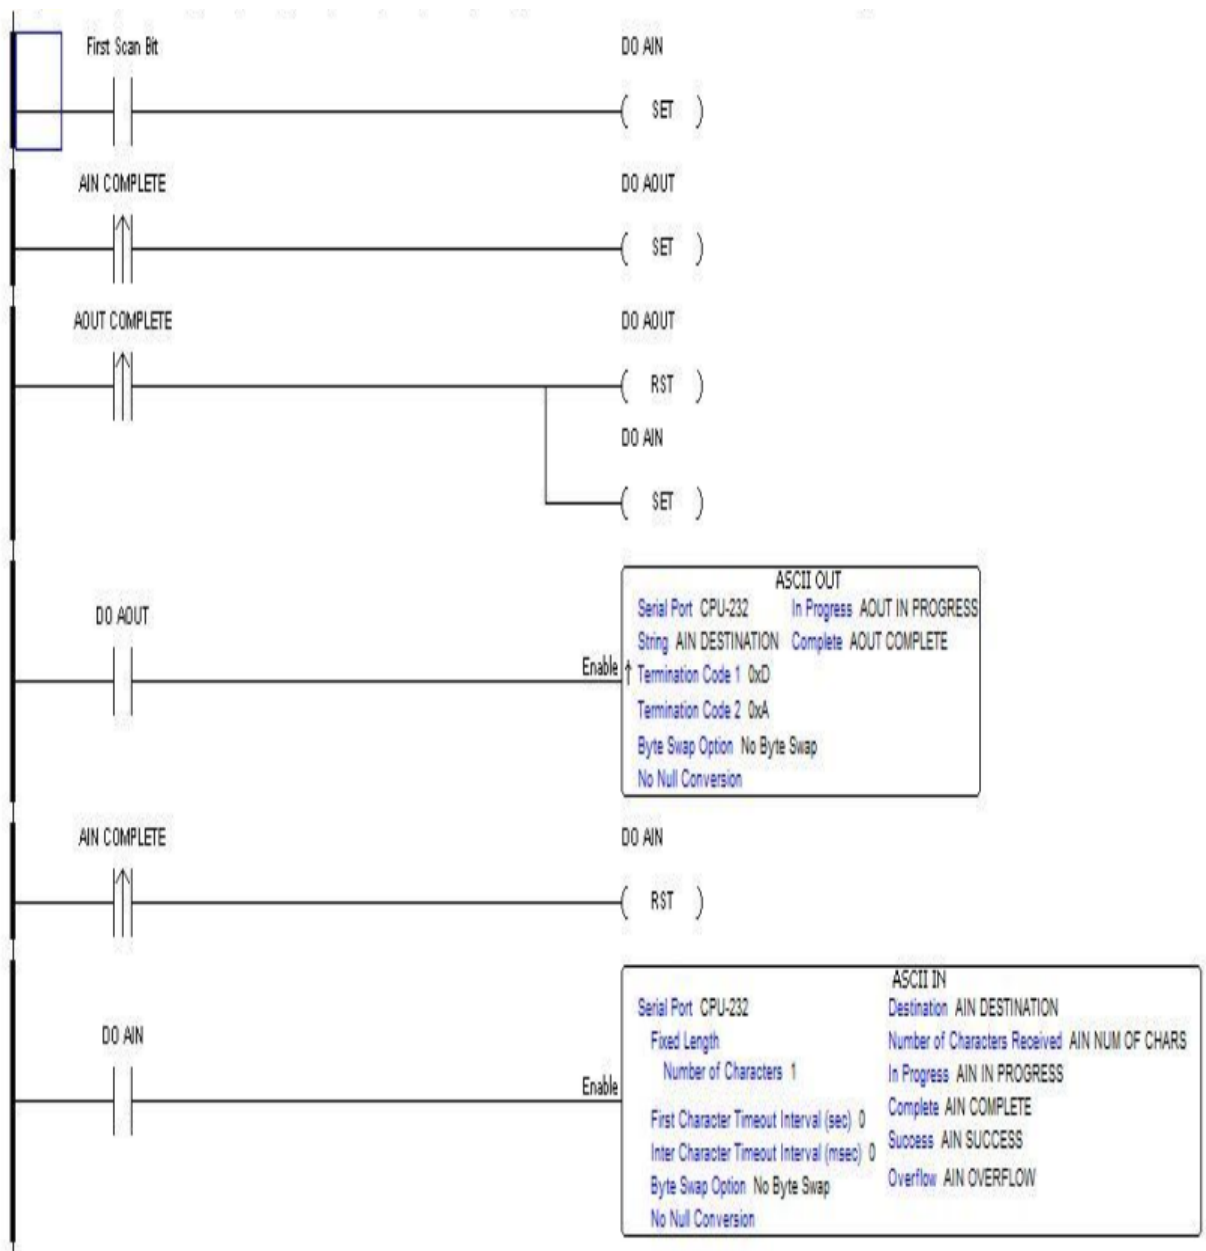 First Scan Bit
DO AIN
( SET )
AIN COMPLETE
DO AOUT
( SET )
AOUT COMPLETE
DO AOUT
( RST )
DO AIN
( SET )
ASCII OUT
DO AOUT
Enable
Serial Port CPU-232 In Progress AOUT IN PROGRESS
String AIN DESTINATION Complete AOUT COMPLETE
Termination Code 1 0xD
Termination Code 2 0xA
Byte Swap Option No Byte Swap
No Null Conversion
AIN COMPLETE
DO AIN
( RST )
ASCII IN
DO AIN
Enable
Serial Port CPU-232
Fixed Length
Number of Characters 1
First Character Timeout Interval (sec) 0
Inter Character Timeout Interval (msec) 0
Byte Swap Option No Byte Swap
No Null Conversion
Destination AIN DESTINATION
Number of Characters Received AIN NUM OF CHARS
In Progress AIN IN PROGRESS
Complete AIN COMPLETE
Success AIN SUCCESS
Overflow AIN OVERFLOW